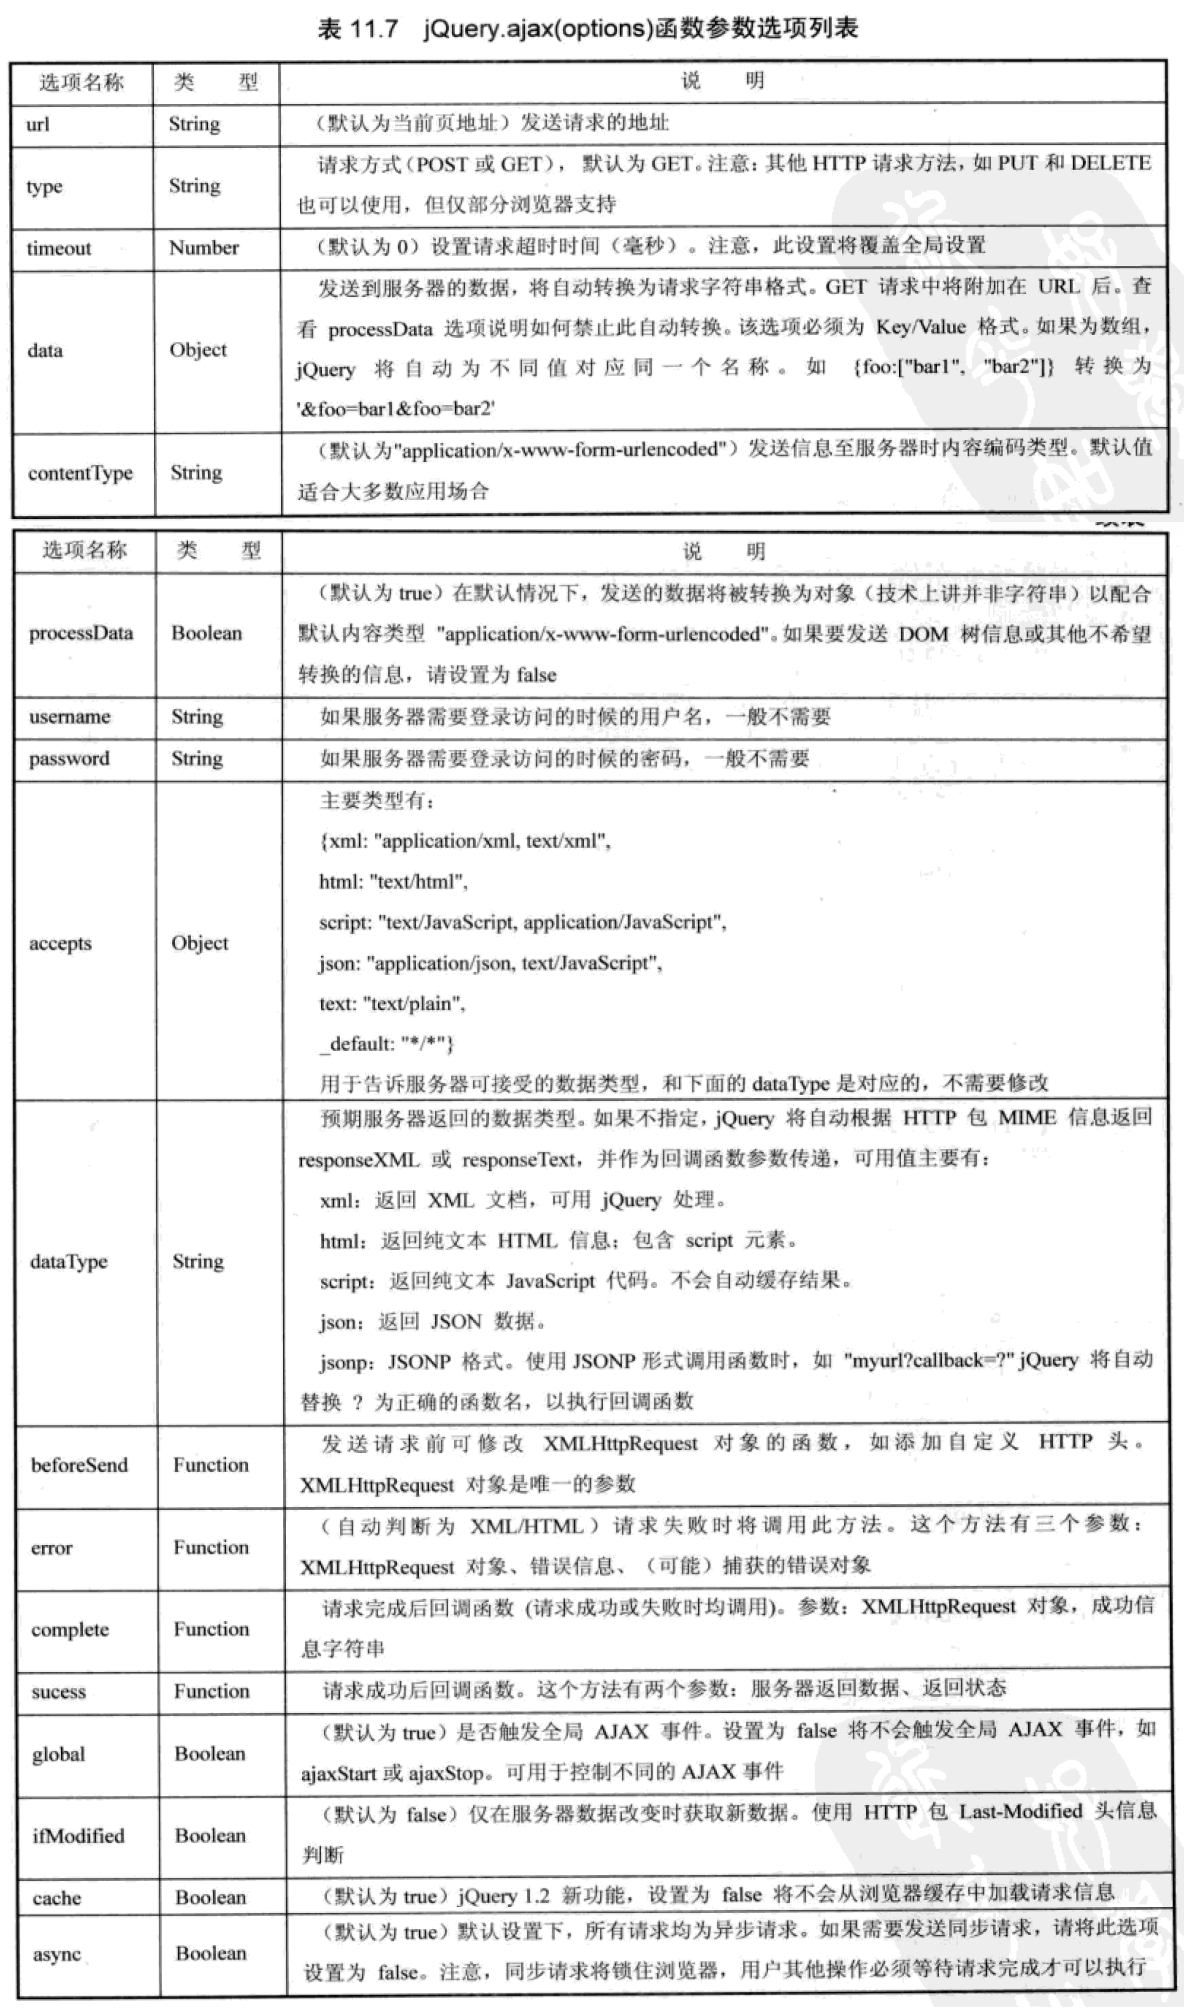 表 11.7 jQuery.ajax(options)函数参数选项列表
选项名称 类 型 说 明
url String （默认为当前页地址）发送请求的地址
请求方式（POST 或 GET）， 默认为 GET。注意：其他 HTTP 请求方法，如 PUT 和 DELETE
type String
也可以使用，但仅部分浏览器支持
timeout Number （默认为 0）设置请求超时时间（毫秒）。注意，此设置将覆盖全局设置
发送到服务器的数据，将自动转换为请求字符串格式。GET 请求中将附加在 URL 后。查
看 processData 选项说明如何禁止此自动转换。该选项必须为 Key/Value 格式。如果为数组，
data Object
jQuery 将自动为不同值对应同一个名称。如 {foo:["bar1", "bar2"]} 转换为
'&foo=bar1&foo=bar2'
（默认为"application/x-www-form-urlencoded"）发送信息至服务器时内容编码类型。默认值
contentType String
适合大多数应用场合
选项名称 类 型 说 明
（默认为 true）在默认情况下，发送的数据将被转换为对象（技术上讲并非字符串）以配合
processData Boolean 默认内容类型 "application/x-www-form-urlencoded"。如果要发送 DOM 树信息或其他不希望
转换的信息，请设置为 false
username String 如果服务器需要登录访问的时候的用户名，一般不需要
password String 如果服务器需要登录访问的时候的密码，一般不需要
主要类型有：
{xml: "application/xml, text/xml",
html: "text/html",
script: "text/JavaScript, application/JavaScript",
accepts Object
json: "application/json, text/JavaScript",
text: "text/plain",
_default: "*/*"}
用于告诉服务器可接受的数据类型，和下面的 dataType 是对应的，不需要修改
预期服务器返回的数据类型。如果不指定，jQuery 将自动根据 HTTP 包 MIME 信息返回
responseXML 或 responseText，并作为回调函数参数传递，可用值主要有：
xml：返回 XML 文档，可用 jQuery 处理。
html：返回纯文本 HTML 信息；包含 script 元素。
dataType String
script：返回纯文本 JavaScript 代码。不会自动缓存结果。
json：返回 JSON 数据。
jsonp：JSONP 格式。使用 JSONP 形式调用函数时，如 "myurl?callback=?" jQuery 将自动
替换 ? 为正确的函数名，以执行回调函数
发送请求前可修改 XMLHttpRequest 对象的函数，如添加自定义 HTTP 头。
beforeSend Function
XMLHttpRequest 对象是唯一的参数
（自动判断为 XML/HTML）请求失败时将调用此方法。这个方法有三个参数：
error Function
XMLHttpRequest 对象、错误信息、（可能）捕获的错误对象
请求完成后回调函数 (请求成功或失败时均调用)。参数：XMLHttpRequest 对象，成功信
complete Function
息字符串
sucess Function 请求成功后回调函数。这个方法有两个参数：服务器返回数据、返回状态
（默认为 true）是否触发全局 AJAX 事件。设置为 false 将不会触发全局 AJAX 事件，如
global Boolean
ajaxStart 或 ajaxStop。可用于控制不同的 AJAX 事件
（默认为 false）仅在服务器数据改变时获取新数据。使用 HTTP 包 Last-Modified 头信息
ifModified Boolean
判断
cache Boolean （默认为 true）jQuery 1.2 新功能，设置为 false 将不会从浏览器缓存中加载请求信息
（默认为 true）默认设置下，所有请求均为异步请求。如果需要发送同步请求，请将此选项
async Boolean
设置为 false。注意，同步请求将锁住浏览器，用户其他操作必须等待请求完成才可以执行